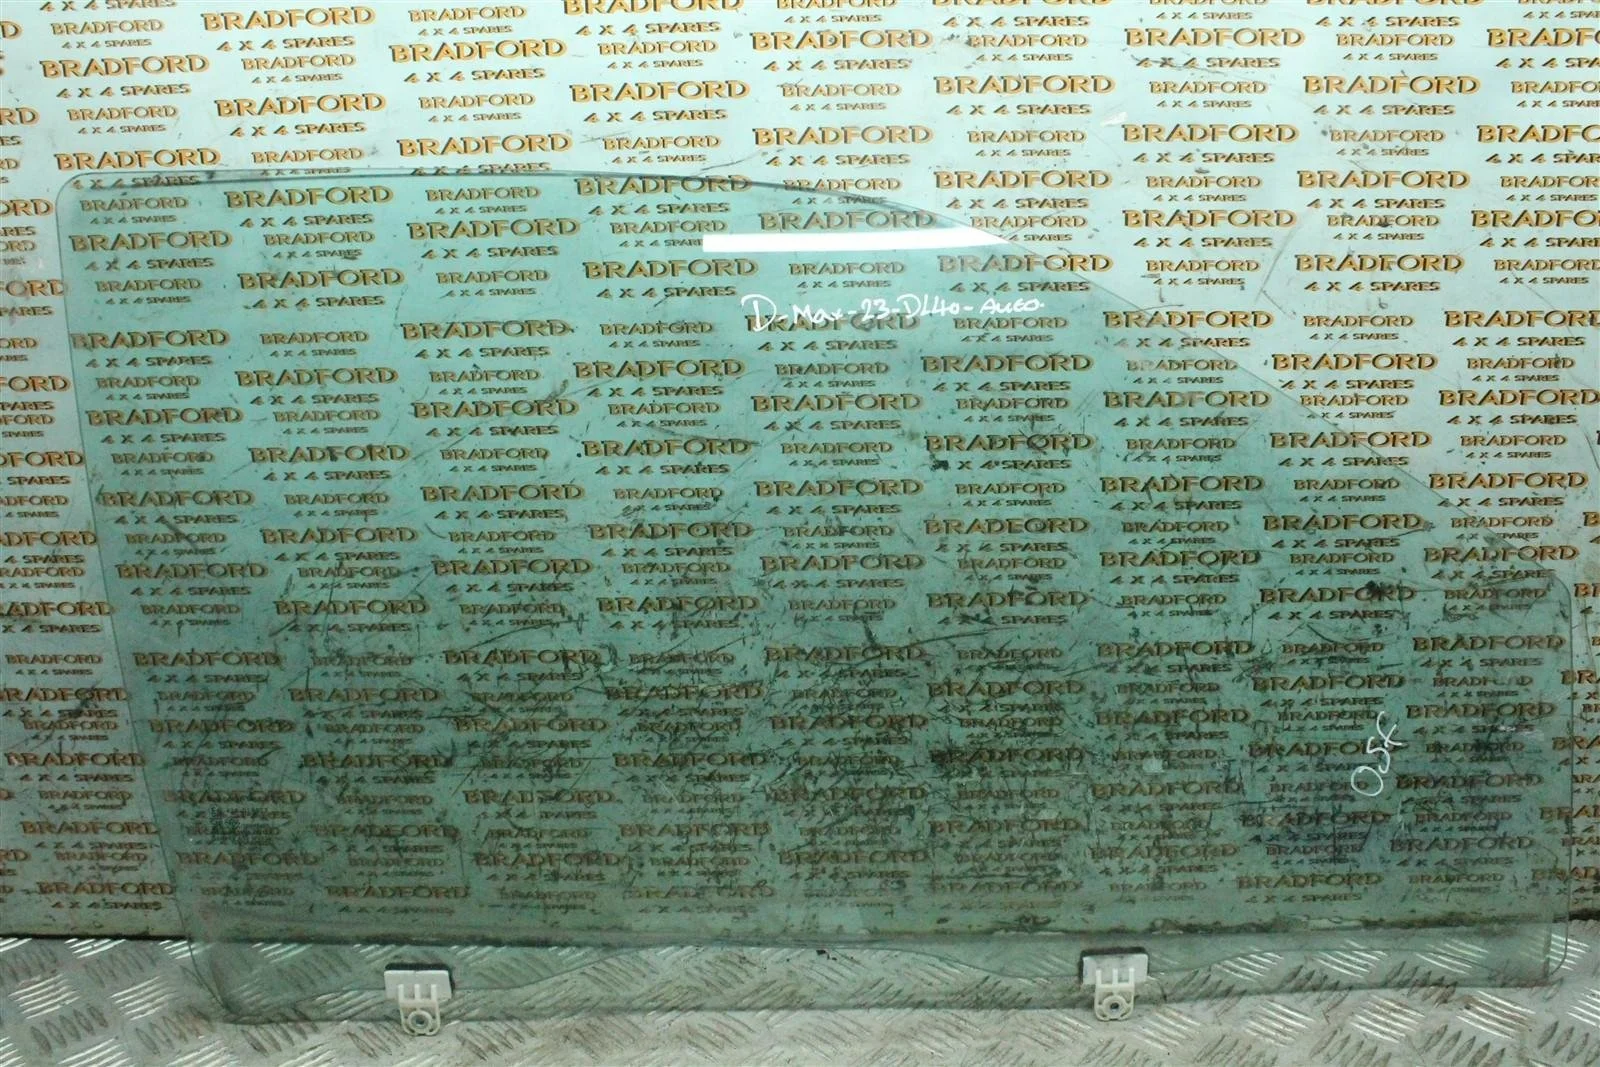 BRADFORD
4 X 4 SPARES
D-Max-23-DL40-Auto.
OSF